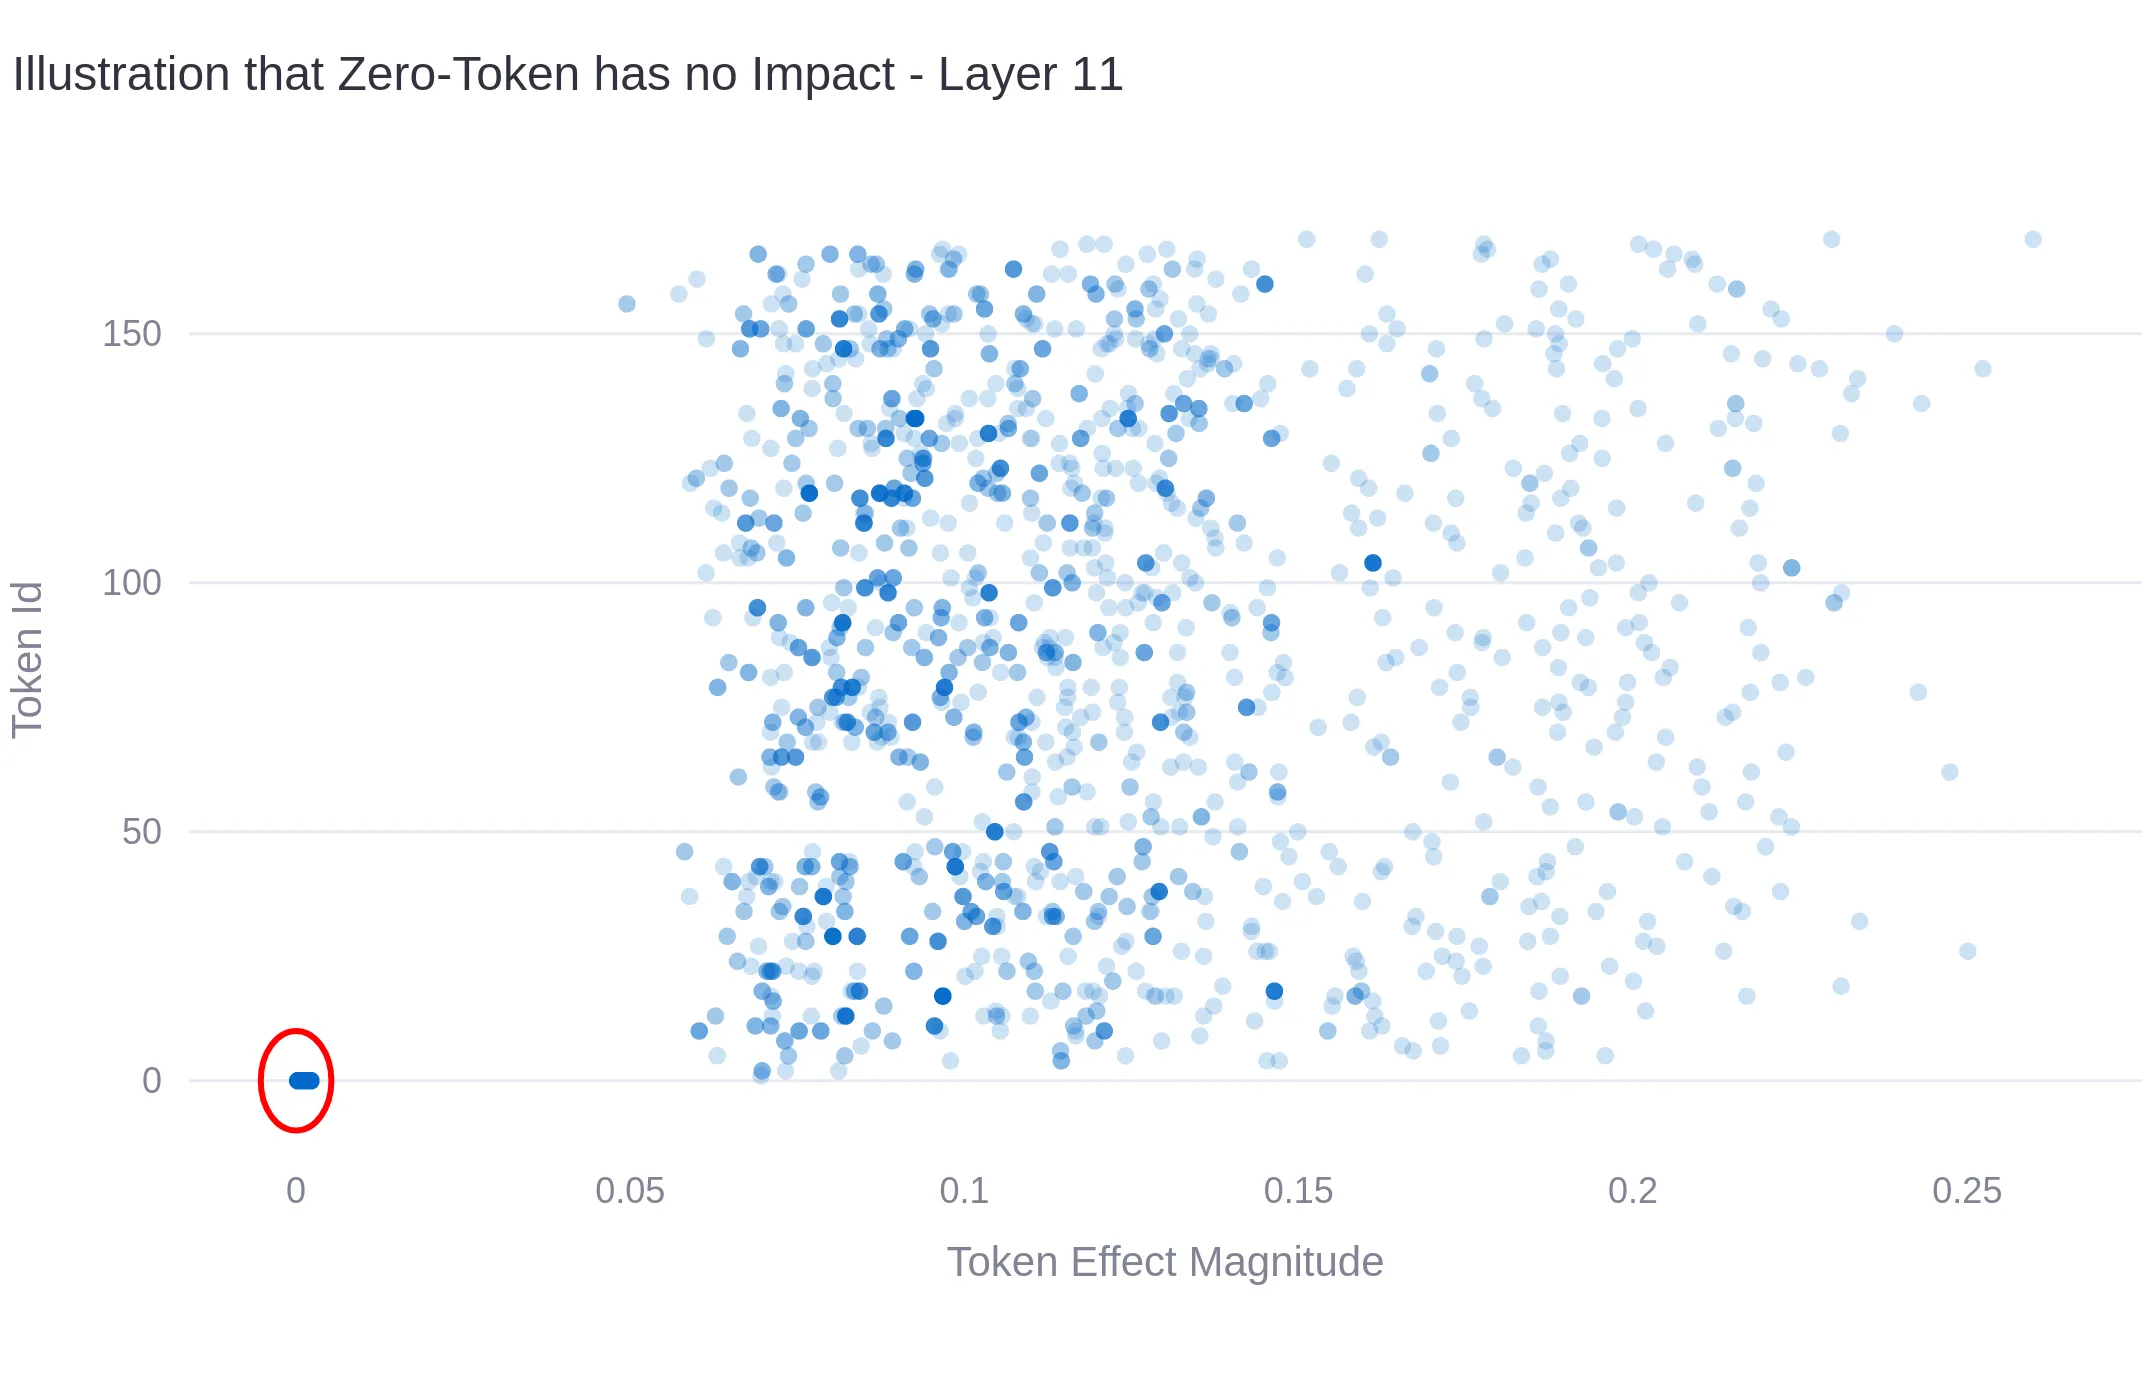 Illustration that Zero-Token has no Impact - Layer 11
150
100
50
0
Token Id
0 0.05 0.1 0.15 0.2 0.25
Token Effect Magnitude